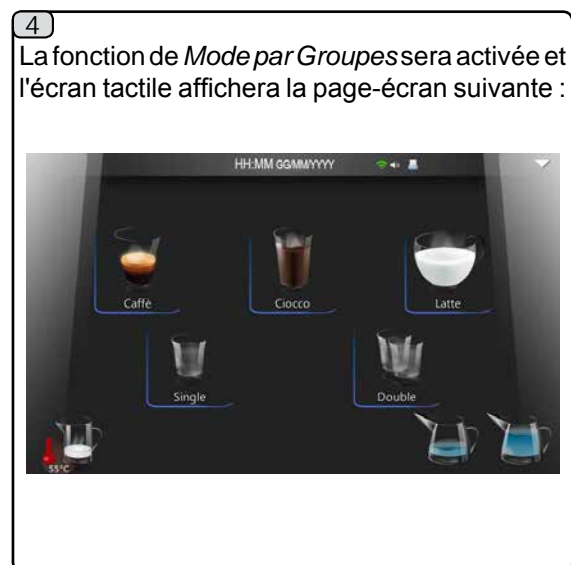 4
La fonction de Mode par Groupes sera activée et
l'écran tactile affichera la page-écran suivante :
HH:MM GG/MM/YYYY
Caffè Ciocco Latte
Single Double
55°C